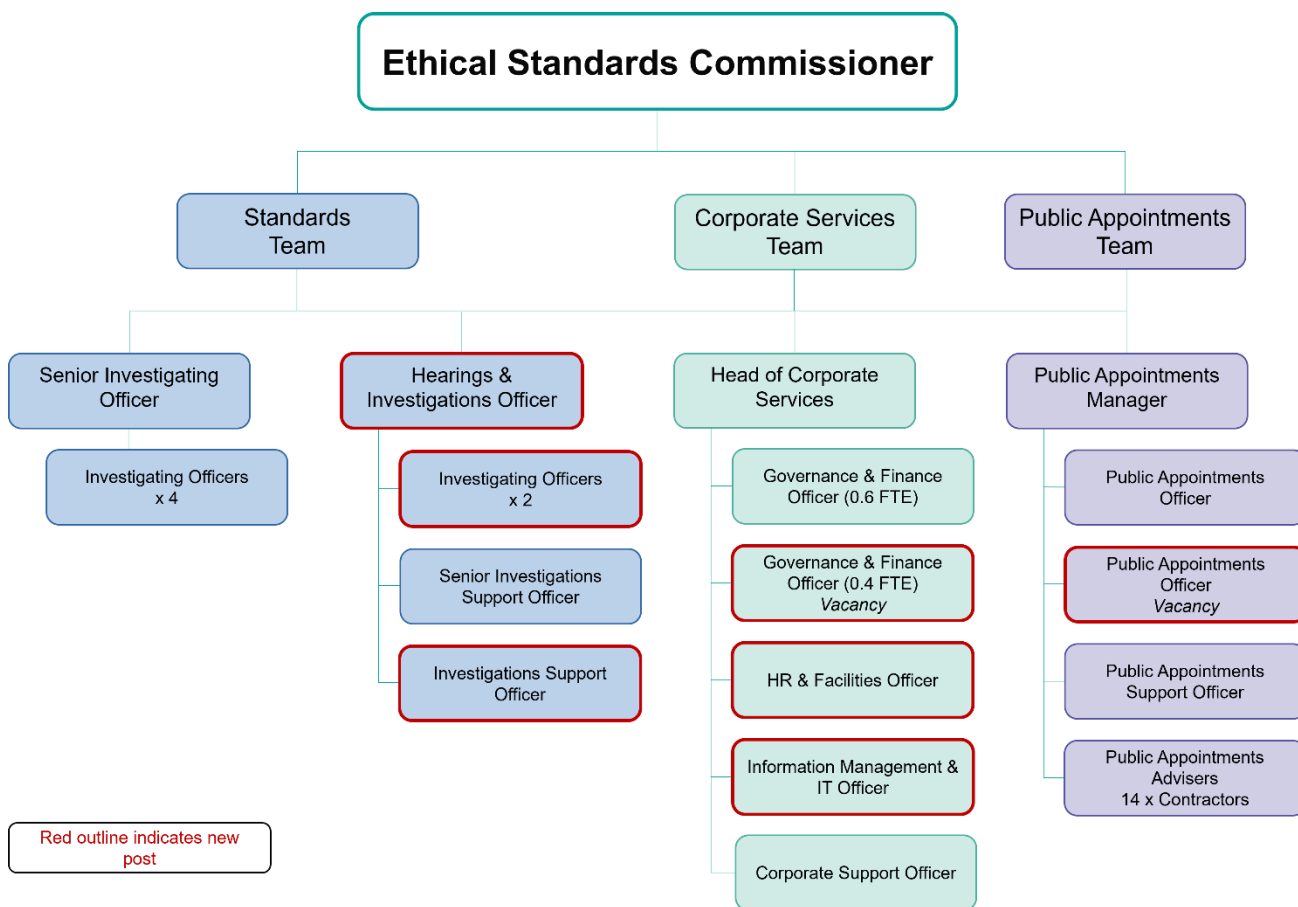 Ethical Standards Commissioner
Standards
Team
Corporate Services
Team
Public Appointments
Team
Senior Investigating
Officer
Hearings &
Investigations Officer
Head of Corporate
Services
Public Appointments
Manager
Investigating Officers
x 4
Investigating Officers
x 2
Senior Investigations
Support Officer
Investigations Support
Officer
Governance & Finance
Officer (0.6 FTE)
Governance & Finance
Officer (0.4 FTE)
Vacancy
HR & Facilities Officer
Information Management &
IT Officer
Corporate Support Officer
Public Appointments
Officer
Public Appointments
Officer
Vacancy
Public Appointments
Support Officer
Public Appointments
Advisers
14 x Contractors
Red outline indicates new
post